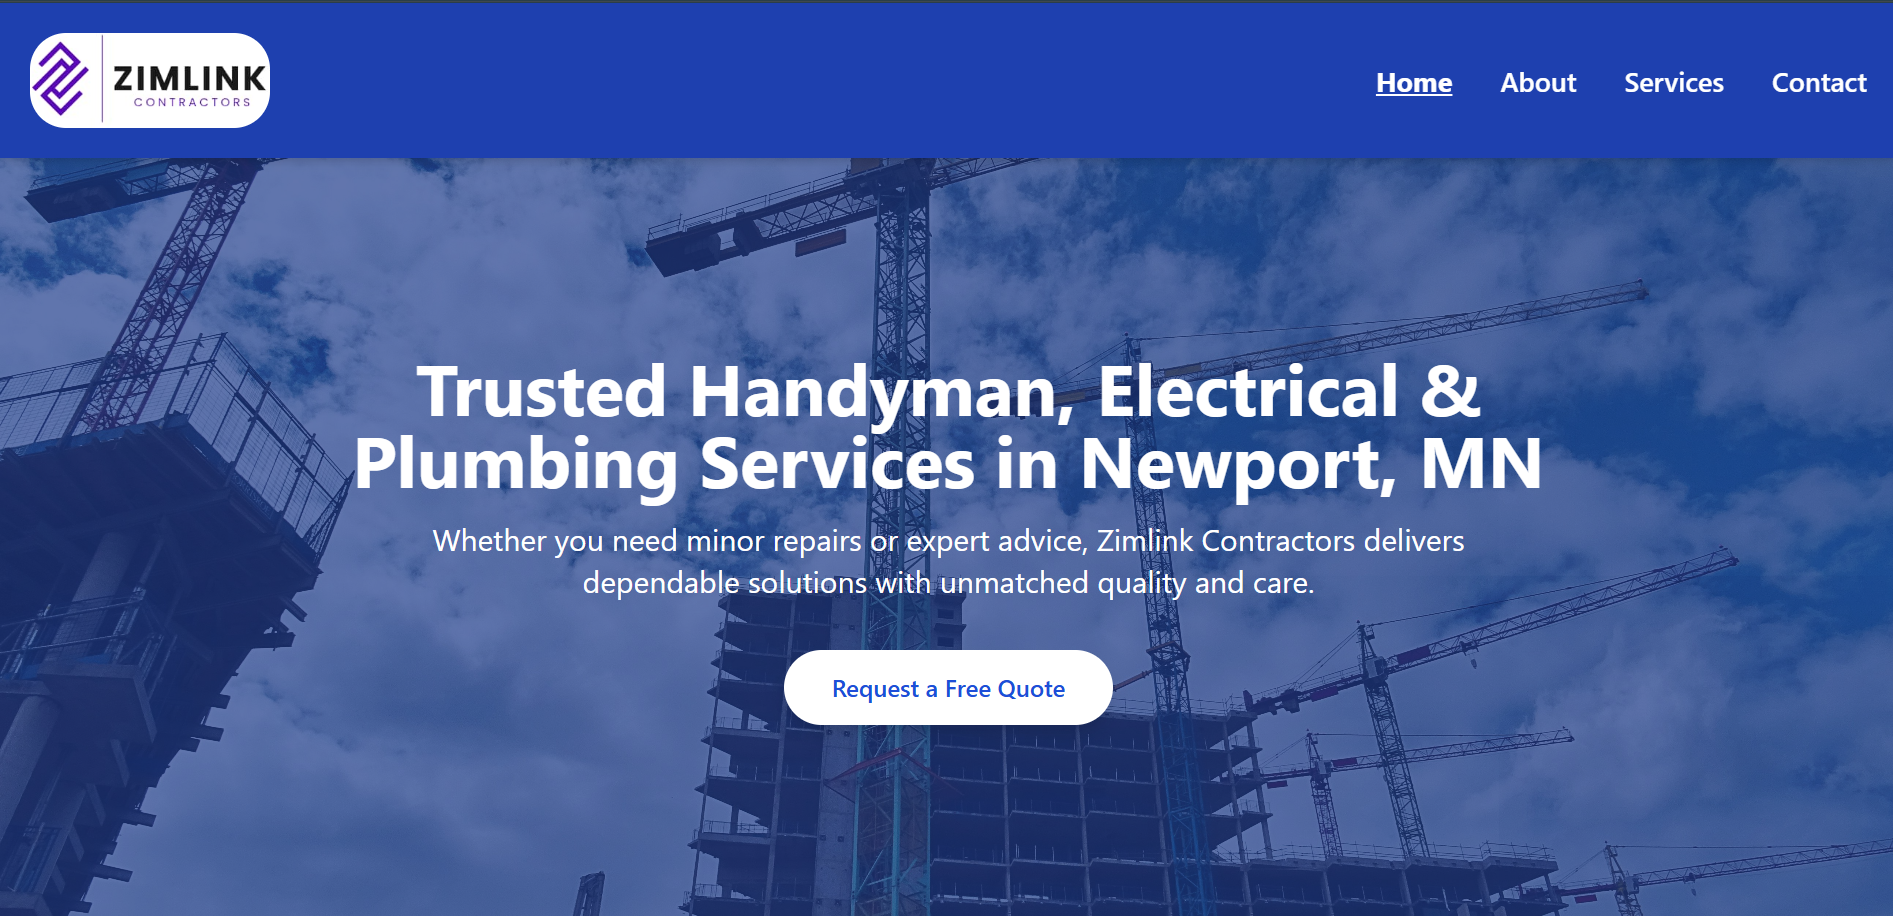 ZIMLINK
CONTRACTORS
Home About Services Contact
Trusted Handyman, Electrical &
Plumbing Services in Newport, MN
Whether you need minor repairs or expert advice, Zimlink Contractors delivers
dependable solutions with unmatched quality and care.
Request a Free Quote